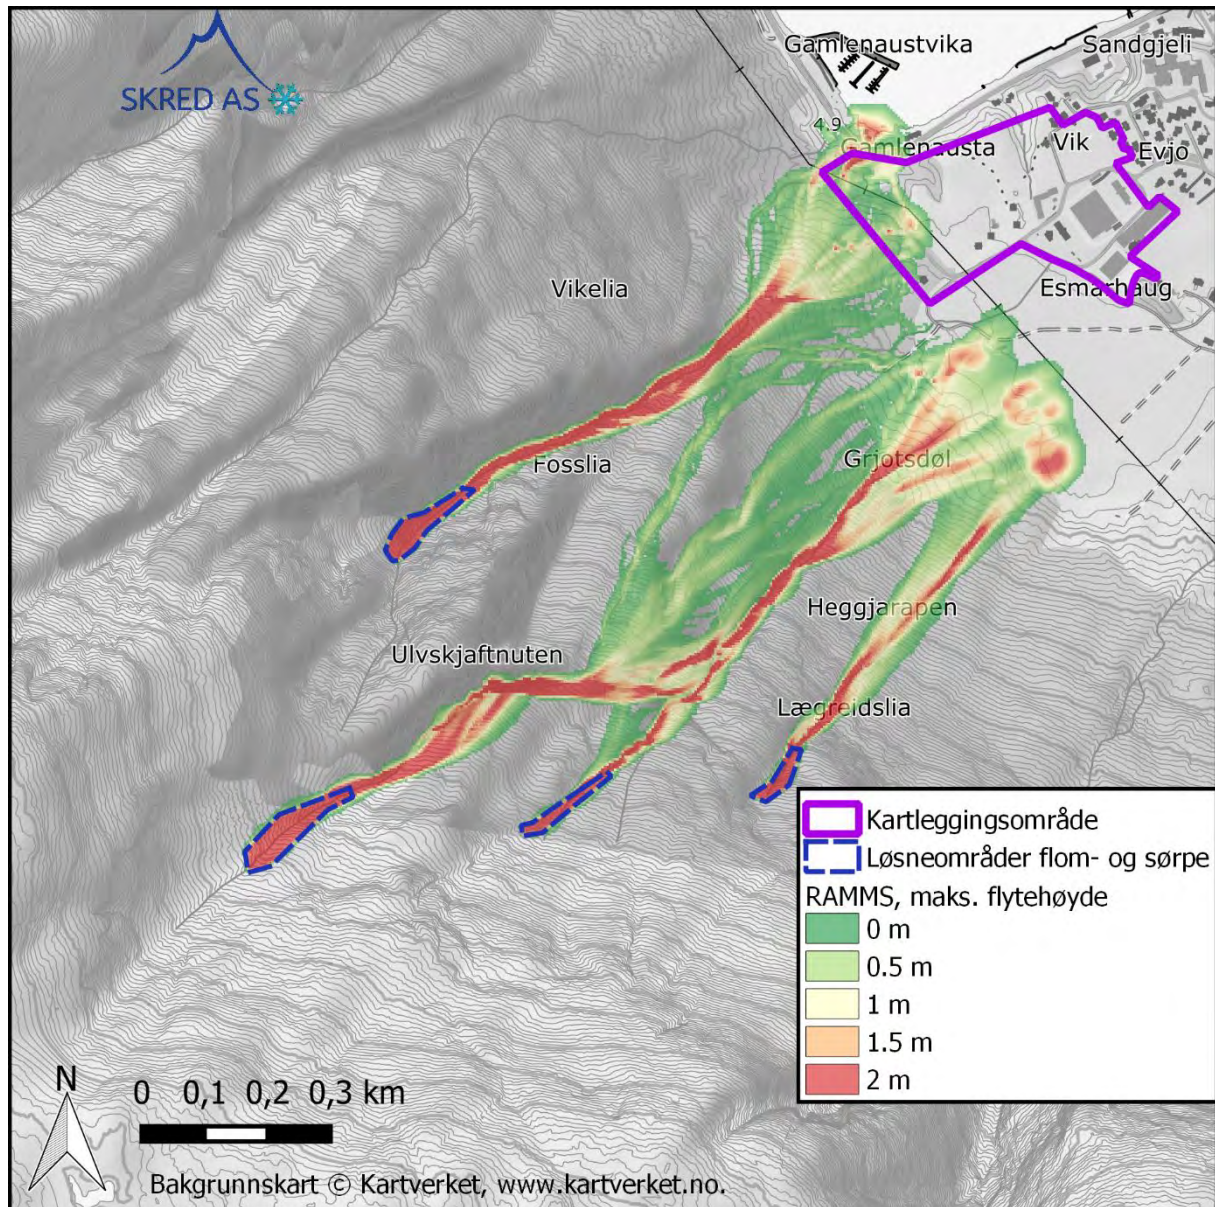 Gamlenaustvika
Sandgjeli
SKRED AS
4.9
Gamlenausta
Vik
Evjo
Vikelia
Esmarhaug
Fosslia
Grjotsdøl
Heggjarapen
Ulvskjaftnuten
Lægreidslia
Kartleggingsområde
Løsneområder flom- og sørpe
RAMMS, maks. flytehøyde
0 m
0.5 m
1 m
1.5 m
2 m
N
0 0,1 0,2 0,3 km
Bakgrunnskart © Kartverket, www.kartverket.no.